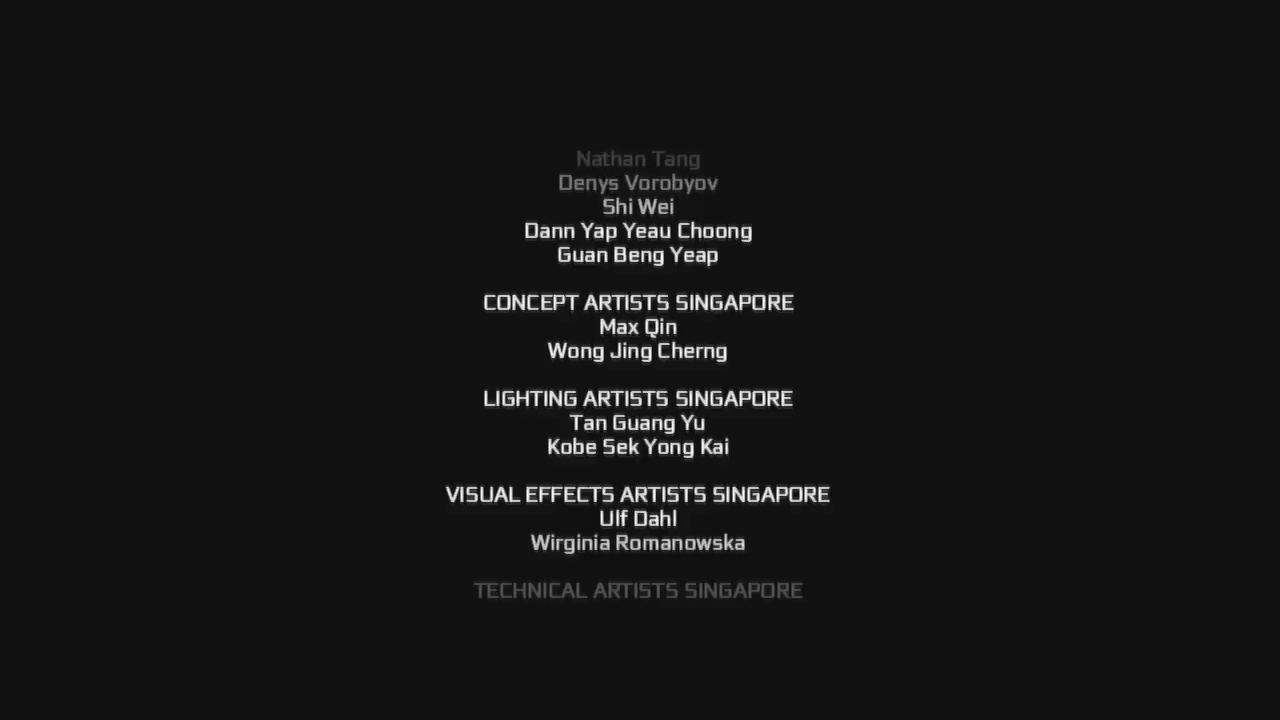 Nathan Tang
Denys Vorobyov
Shi Wei
Dann Yap Yeau Choong
Guan Beng Yeap
CONCEPT ARTISTS SINGAPORE
Max Qin
Wong Jing Cherng
LIGHTING ARTISTS SINGAPORE
Tan Guang Yu
Kobe Sek Yong Kai
VISUAL EFFECTS ARTISTS SINGAPORE
Ulf Dahl
Wirginia Romanowska
TECHNICAL ARTISTS SINGAPORE